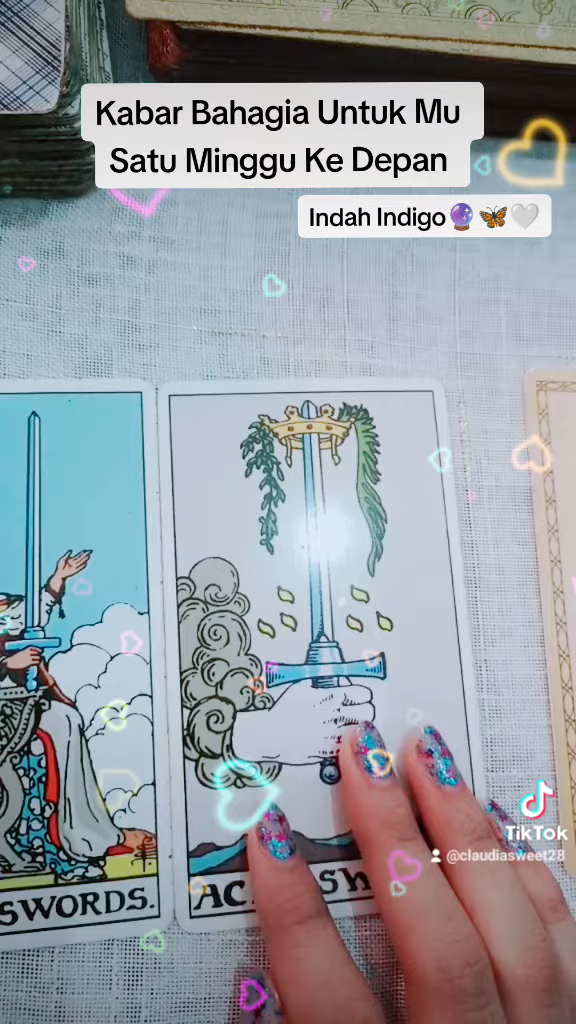 Kabar Bahagia Untuk Mu
Satu Minggu Ke Depan
Indah Indigo🔮🦋🤍
TikTok
@claudiasweet28
SWORDS.